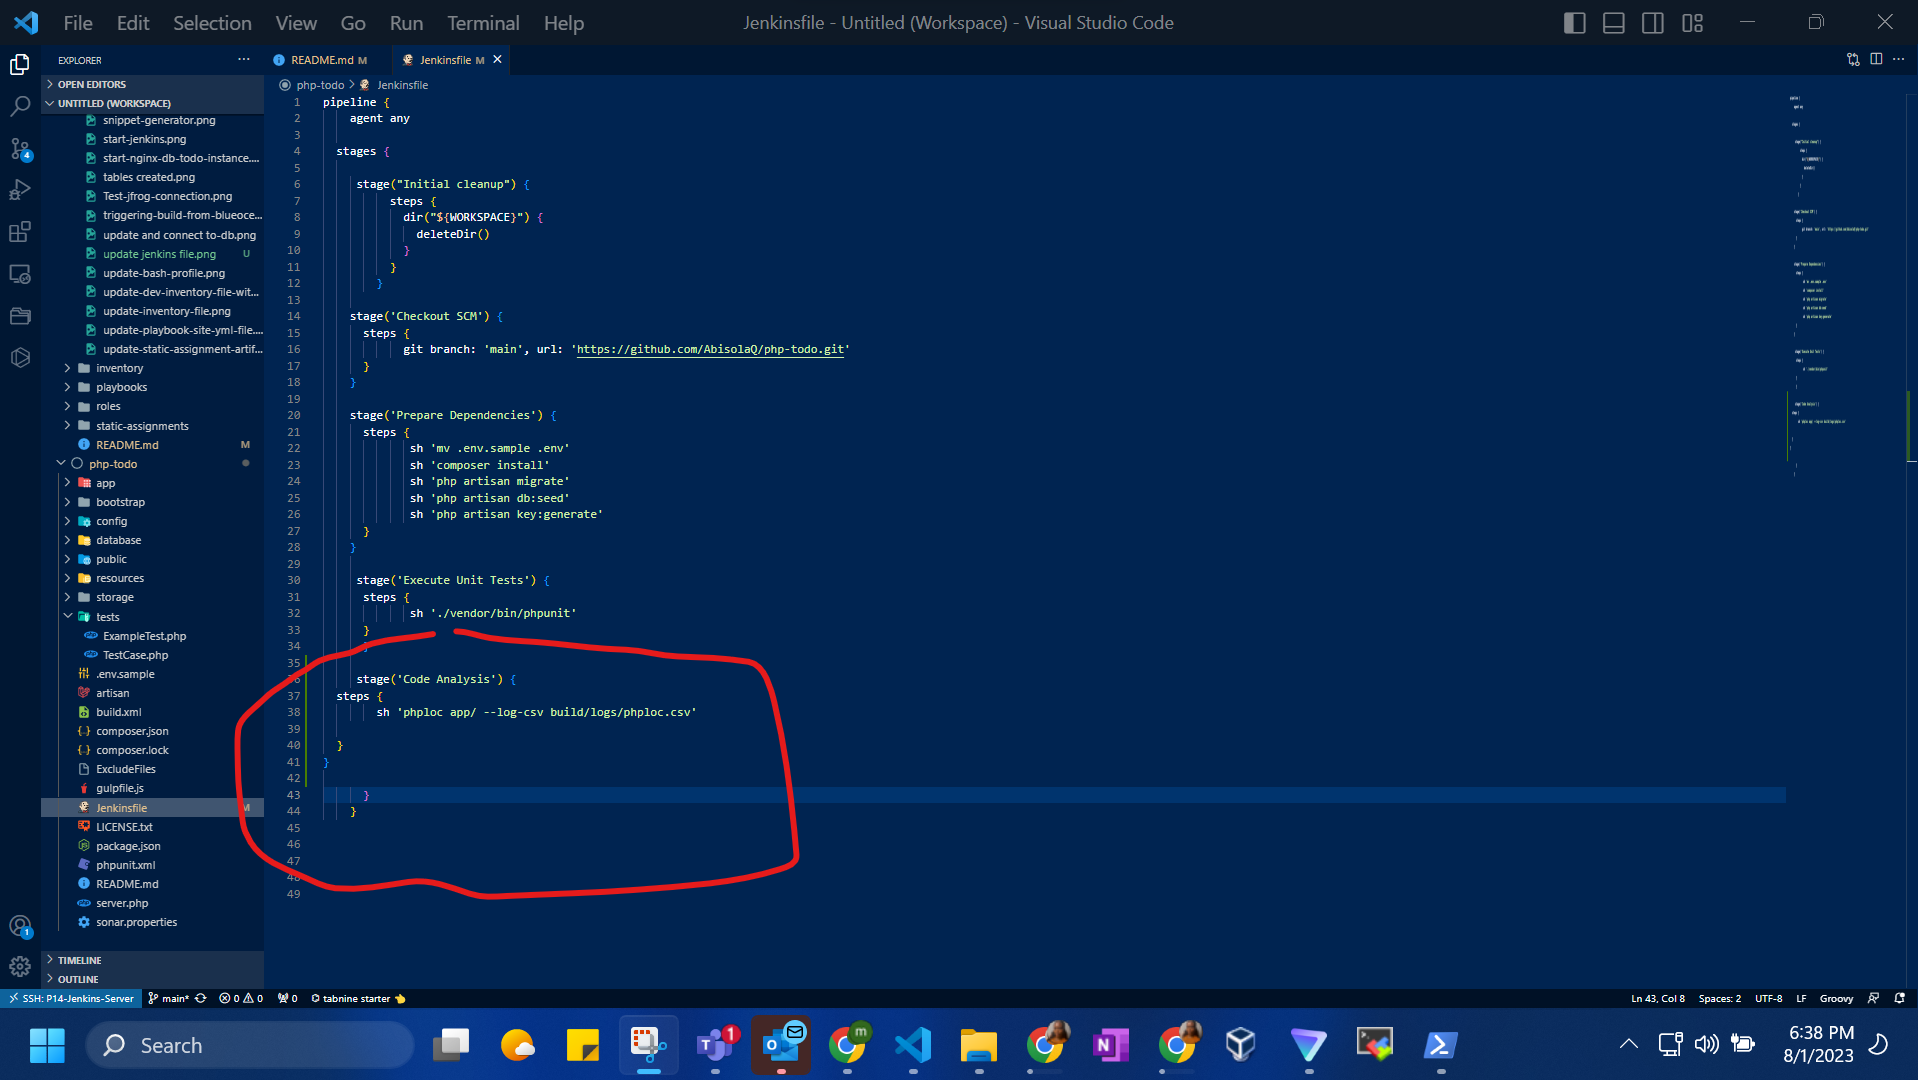 File Edit Selection View Go Run Terminal Help
Jenkinsfile - Untitled (Workspace) - Visual Studio Code
EXPLORER
OPEN EDITORS
UNTITLED (WORKSPACE)
snippet-generator.png
start-jenkins.png
start-nginx-db-todo-instance....
tables created.png
Test-jfrog-connection.png
triggering-build-from-blueoce...
update and connect to-db.png
update jenkins file.png U
update-bash-profile.png
update-dev-inventory-file-wit...
update-inventory-file.png
update-playbook-site-yml-file....
update-static-assignment-artif...
inventory
playbooks
roles
static-assignments
README.md M
php-todo
app
bootstrap
config
database
public
resources
storage
tests
ExampleTest.php
TestCase.php
.env.sample
artisan
build.xml
composer.json
composer.lock
ExcludeFiles
gulpfile.js
Jenkinsfile M
LICENSE.txt
package.json
phpunit.xml
README.md
server.php
sonar.properties
TIMELINE
OUTLINE
4
1
README.md M
Jenkinsfile M
php-todo > Jenkinsfile
1 pipeline {
2 agent any
3
4 stages {
5
6 stage("Initial cleanup") {
7 steps {
8 dir("${WORKSPACE}") {
9 deleteDir()
10 }
11 }
12 }
13
14 stage('Checkout SCM') {
15 steps {
16 git branch: 'main', url: 'https://github.com/AbisolaQ/php-todo.git'
17 }
18 }
19
20 stage('Prepare Dependencies') {
21 steps {
22 sh 'mv .env.sample .env'
23 sh 'composer install'
24 sh 'php artisan migrate'
25 sh 'php artisan db:seed'
26 sh 'php artisan key:generate'
27 }
28 }
29
30 stage('Execute Unit Tests') {
31 steps {
32 sh './vendor/bin/phpunit'
33 }
34 }
35
36 stage('Code Analysis') {
37 steps {
38 sh 'phploc app/ --log-csv build/logs/phploc.csv'
39
40 }
41 }
42
43 }
44 }
45
46
47
48
49
SSH: P14-Jenkins-Server main* 0 0 0 tabnine starter
Ln 43, Col 8 Spaces: 2 UTF-8 LF Groovy
Search
1
m
6:38 PM
8/1/2023